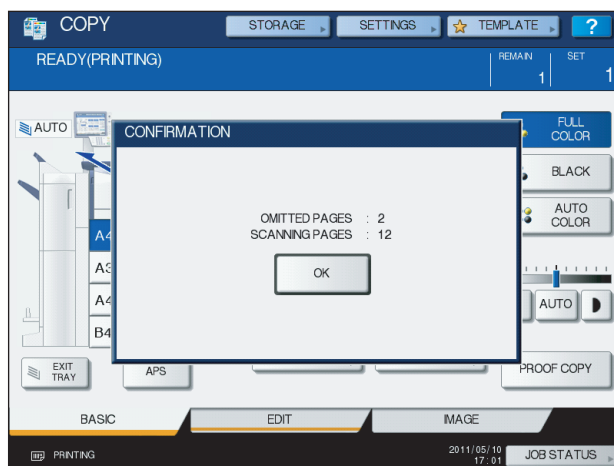 COPY
STORAGE
SETTINGS
TEMPLATE
?
READY(PRINTING)
REMAIN
1
SET
1
AUTO
CONFIRMATION
FULL
COLOR
BLACK
AUTO
COLOR
OMITTED PAGES : 2
SCANNING PAGES : 12
OK
A4
A3
A4
B4
AUTO
EXIT
TRAY
APS
PROOF COPY
BASIC
EDIT
IMAGE
PRINTING
2011/05/10
17:01
JOB STATUS